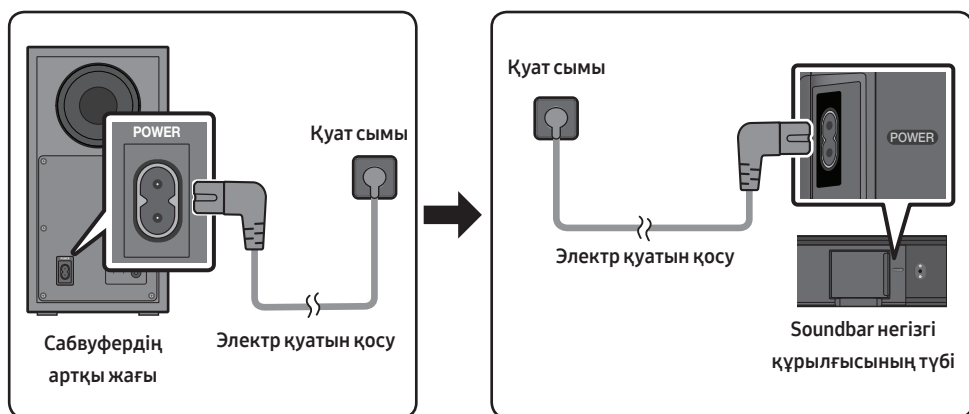 POWER
Қуат сымы
Электр қуатын қосу
Сабвуфердің
артқы жағы
Қуат сымы
POWER
Электр қуатын қосу
Soundbar негізгі
құрылғысының түбі